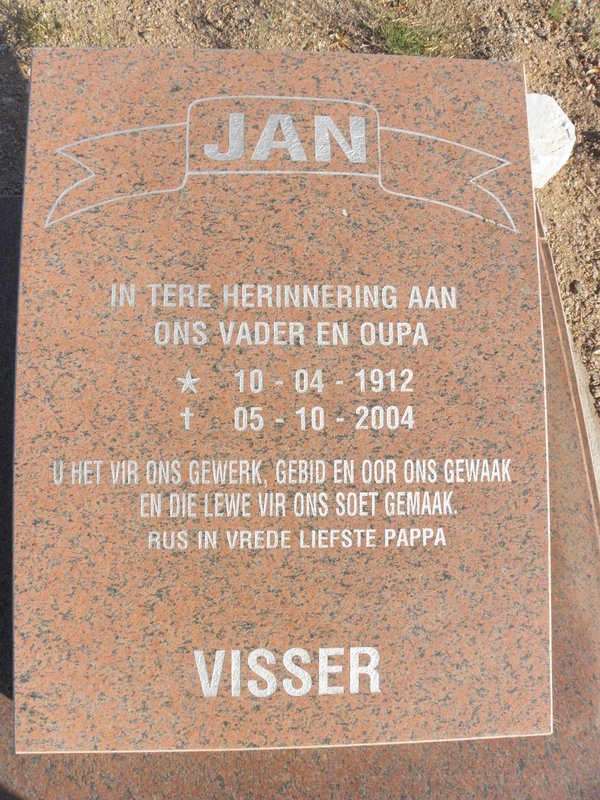 JAN
IN TERE HERINNERING AAN
ONS VADER EN OUPA
★ 10 - 04 - 1912
✝ 05 - 10 - 2004
U HET VIR ONS GEWERK, GEBID EN OOR ONS GEWAAK
EN DIE LEWE VIR ONS SOET GEMAAK.
RUS IN VREDE LIEFSTE PAPPA
VISSER